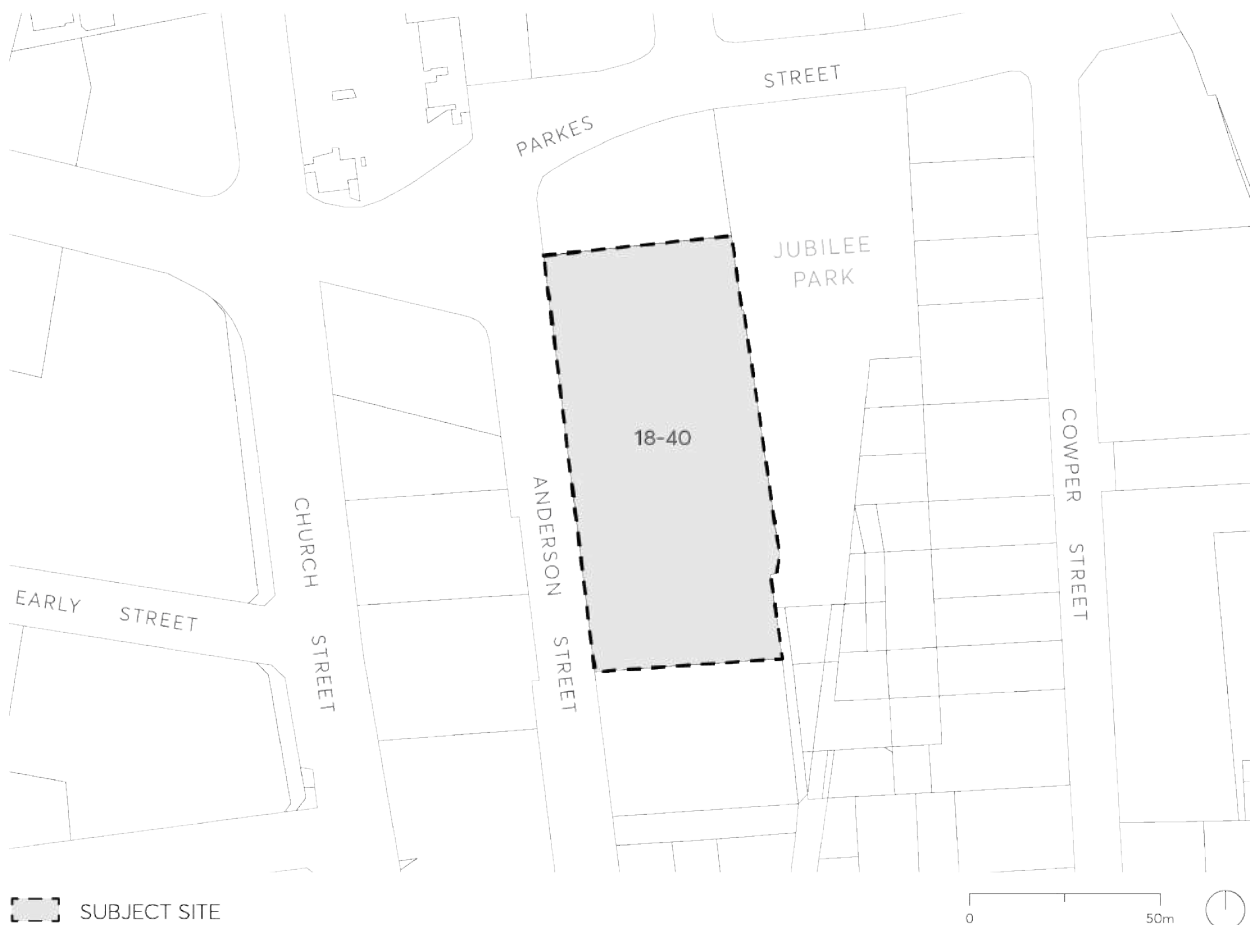 STREET
PARKES
JUBILEE
PARK
18-40
ANDERSON
STREET
COWPER
STREET
CHURCH
STREET
EARLY STREET
SUBJECT SITE
0
50m